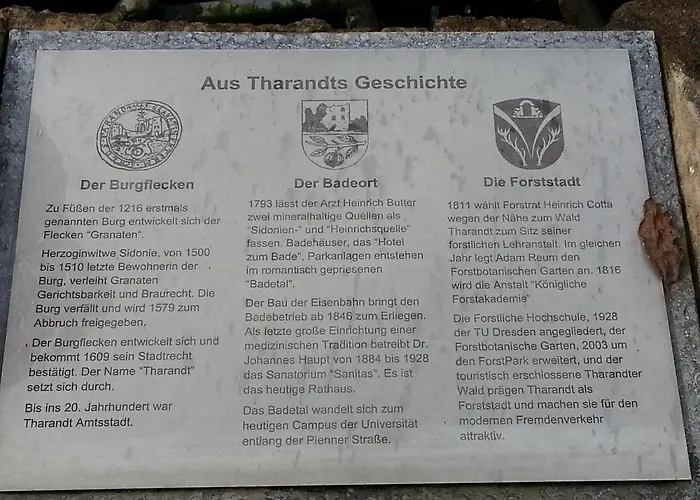 Aus Tharandts Geschichte
Der Burgflecken
Zu Füßen der 1216 erstmals
genannten Burg entwickelt sich der
Flecken "Granaten".
Herzoginwitwe Sidonie, von 1500
bis 1510 letzte Bewohnerin der
Burg, verleiht Granaten
Gerichtsbarkeit und Braurecht. Die
Burg verfällt und wird 1579 zum
Abbruch freigegeben.
Der Burgflecken entwickelt sich und
bekommt 1609 sein Stadtrecht
bestätigt. Der Name "Tharandt"
setzt sich durch.
Bis ins 20. Jahrhundert war
Tharandt Amtsstadt.
Der Badeort
1793 lässt der Arzt Heinrich Butter
zwei mineralhaltige Quellen als
"Sidonien-" und "Heinrichsquelle"
fassen. Badehäuser, das "Hotel
zum Bade", Parkanlagen entstehen
im romantisch gepriesenen
"Badetal".
Der Bau der Eisenbahn bringt den
Badebetrieb ab 1846 zum Erliegen.
Als letzte große Einrichtung einer
medizinischen Tradition betreibt Dr.
Johannes Haupt von 1884 bis 1928
das Sanatorium "Sanitas". Es ist
das heutige Rathaus.
Das Badetal wandelt sich zum
heutigen Campus der Universität
entlang der Pienner Straße.
Die Forststadt
1811 wählt Forstrat Heinrich Cotta
wegen der Nähe zum Wald
Tharandt zum Sitz seiner
forstlichen Lehranstalt. Im gleichen
Jahr legt Adam Reum den
Forstbotanischen Garten an. 1816
wird die Anstalt "Königliche
Forstakademie".
Die Forstliche Hochschule, 1928
der TU Dresden angegliedert, der
Forstbotanische Garten, 2003 um
den ForstPark erweitert, und der
touristisch erschlossene Tharandter
Wald prägen Tharandt als
Forststadt und machen sie für den
modernen Fremdenverkehr
attraktiv.